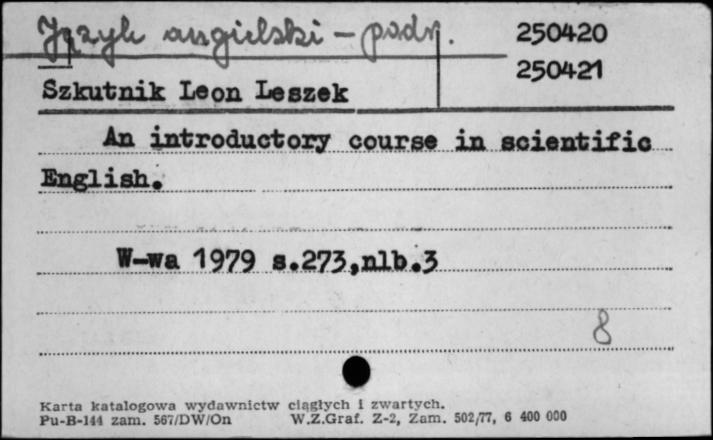 Język angielski – podr. 250420
250421
Szkutnik Leon Leszek
An introductory course in scientific
English.
W-wa 1979 s.273,nlb.3
8
Karta katalogowa wydawnictw ciągłych i zwartych.
Pu-B-144 zam. 567/DW/On W.Z.Graf. Z-2, Zam. 502/77, 6 400 000